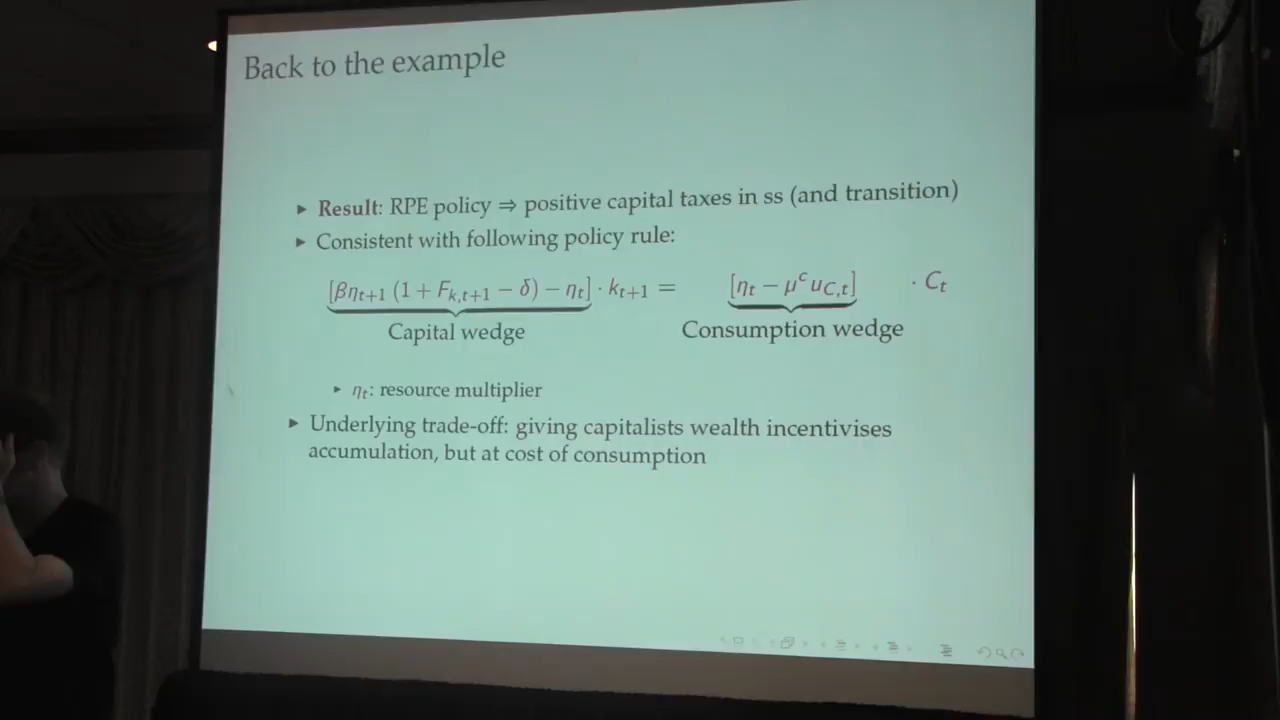 Back to the example
▸ Result: RPE policy ⇒ positive capital taxes in ss (and transition)
▸ Consistent with following policy rule:
[βη_{t+1} (1 + F_{k,t+1} − δ) − η_t] · k_{t+1} = [η_t − μ^c u_{C,t}] · C_t
Capital wedge Consumption wedge
▸ η_t: resource multiplier
▸ Underlying trade-off: giving capitalists wealth incentivises
accumulation, but at cost of consumption